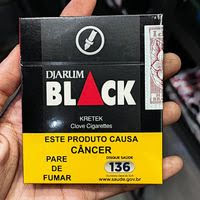 DJARUM
BLACK
KRETEK
Clove Cigarettes
ESTE PRODUTO CAUSA
CÂNCER
PARE
DE
FUMAR
DISQUE SAÚDE
136
www.saude.gov.br